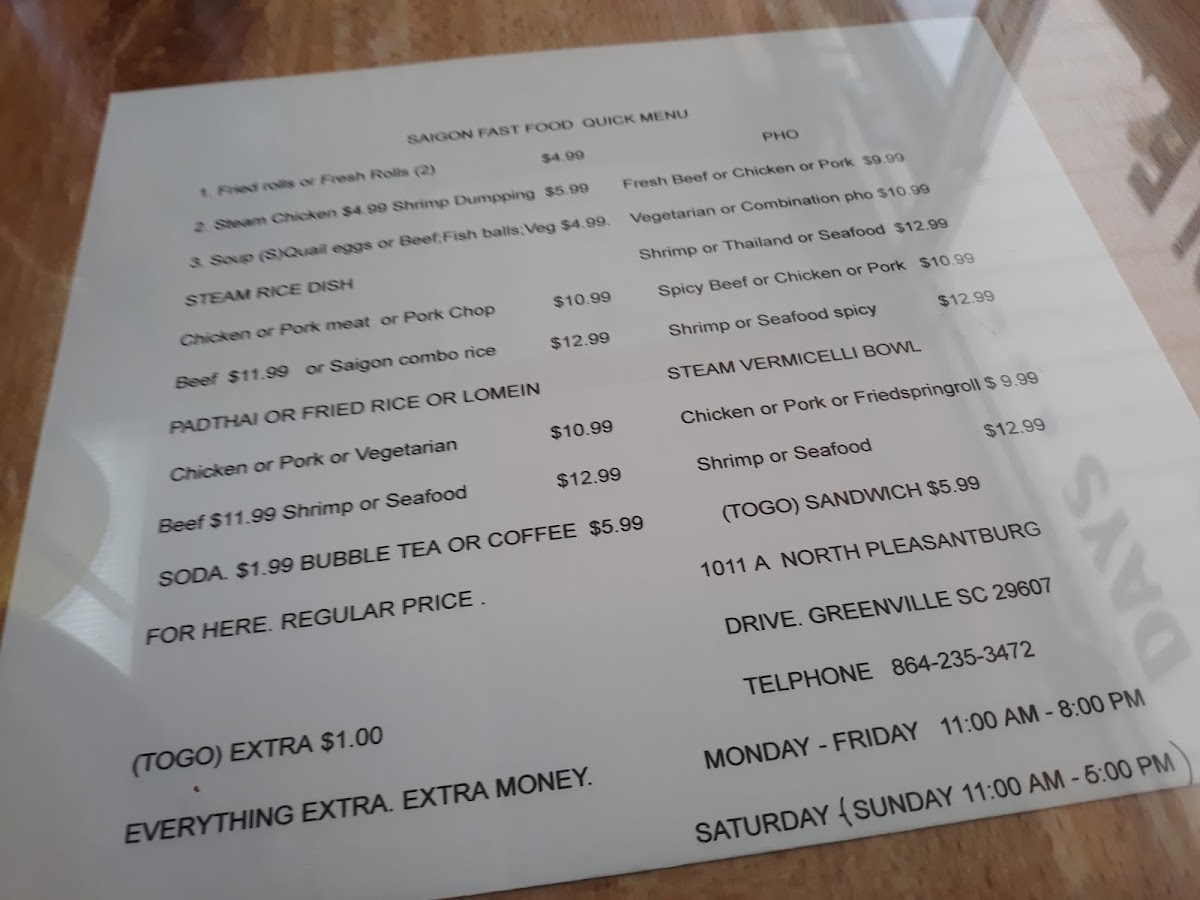 SAIGON FAST FOOD QUICK MENU
1. Fried rolls or Fresh Rolls (2) $4.99
2. Steam Chicken $4.99 Shrimp Dumpping $5.99
3. Soup (S)Quail eggs or Beef;Fish balls;Veg $4.99.
STEAM RICE DISH
Chicken or Pork meat or Pork Chop $10.99
Beef $11.99 or Saigon combo rice $12.99
PADTHAI OR FRIED RICE OR LOMEIN
Chicken or Pork or Vegetarian $10.99
Beef $11.99 Shrimp or Seafood $12.99
SODA. $1.99 BUBBLE TEA OR COFFEE $5.99
FOR HERE. REGULAR PRICE .
(TOGO) EXTRA $1.00
EVERYTHING EXTRA. EXTRA MONEY.
PHO
Fresh Beef or Chicken or Pork $9.99
Vegetarian or Combination pho $10.99
Shrimp or Thailand or Seafood $12.99
Spicy Beef or Chicken or Pork $10.99
Shrimp or Seafood spicy $12.99
STEAM VERMICELLI BOWL
Chicken or Pork or Friedspringroll $ 9.99
Shrimp or Seafood $12.99
(TOGO) SANDWICH $5.99
1011 A NORTH PLEASANTBURG
DRIVE. GREENVILLE SC 29607
TELPHONE 864-235-3472
MONDAY - FRIDAY 11:00 AM - 8:00 PM
SATURDAY (SUNDAY 11:00 AM - 5:00 PM)
DAYS